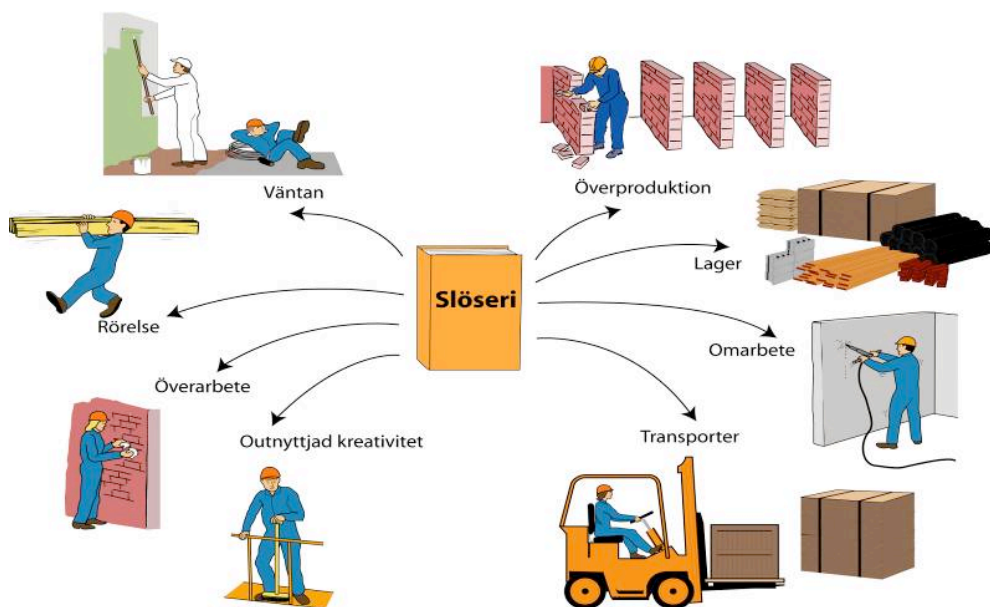 Väntan
Överproduktion
Lager
Slöseri
Rörelse
Omarbete
Överarbete
Outnyttjad kreativitet
Transporter